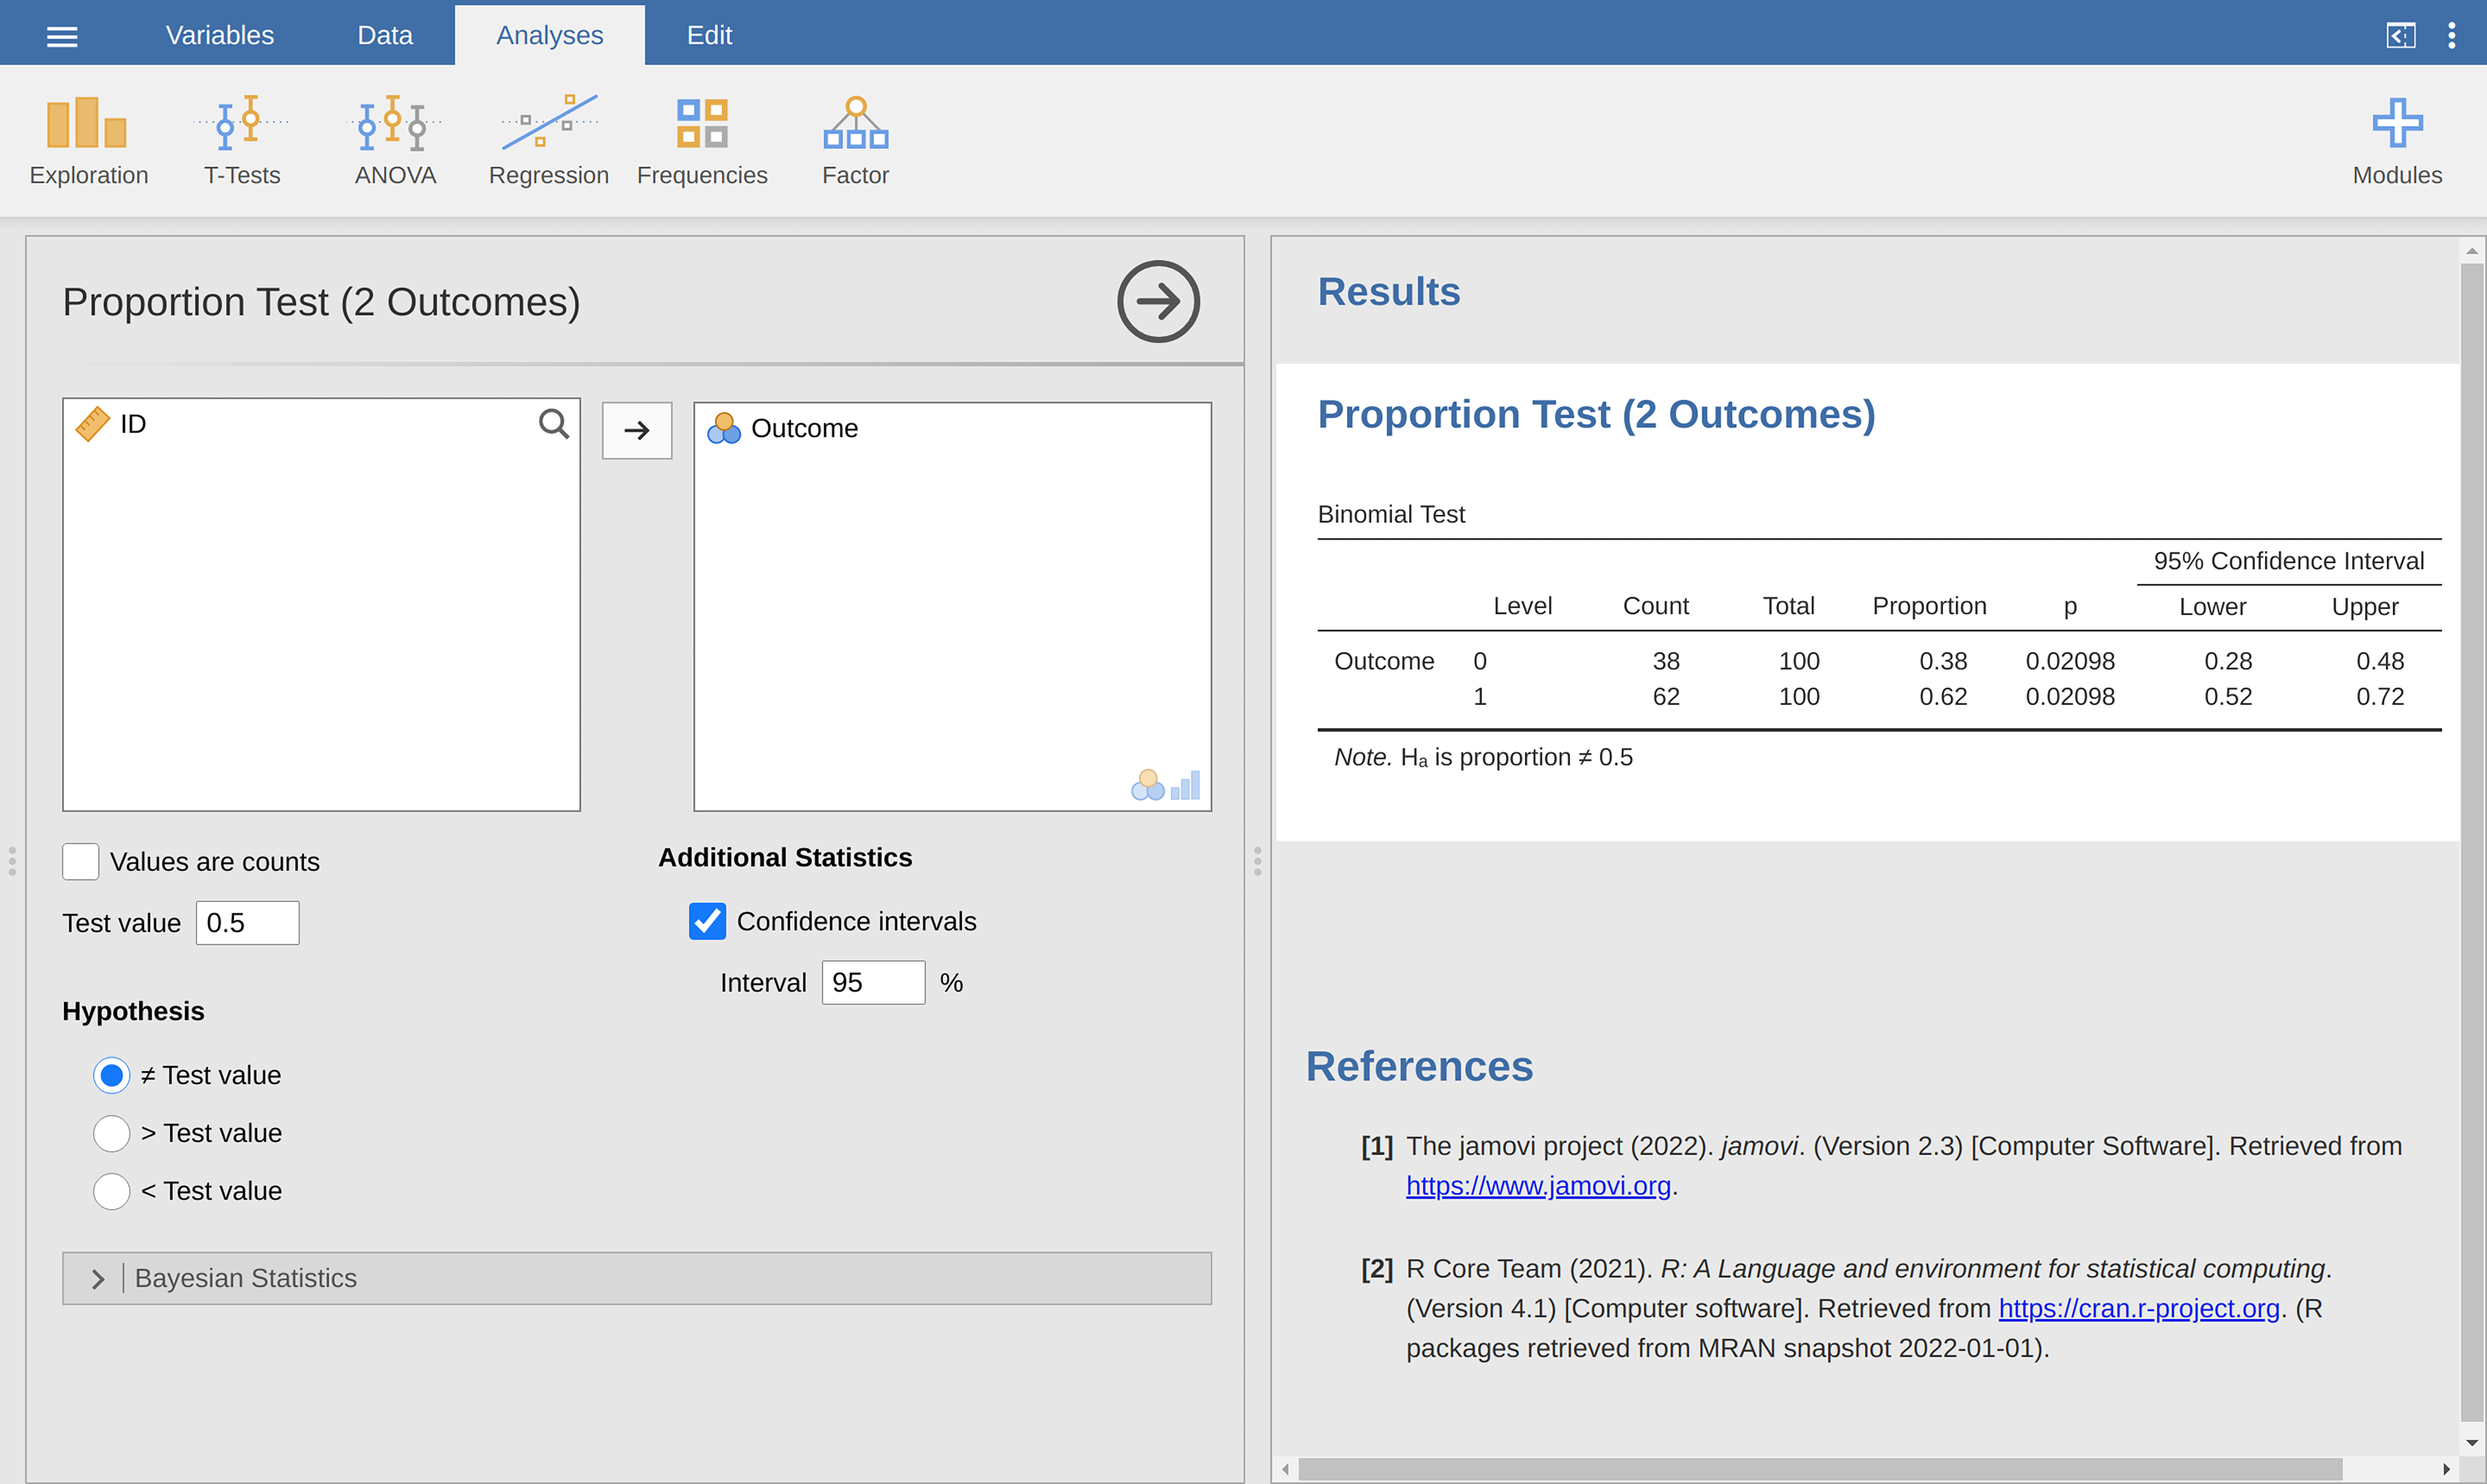 Variables Data Analyses Edit
Exploration T-Tests ANOVA Regression Frequencies Factor Modules
Proportion Test (2 Outcomes)
ID
Outcome
Values are counts
Test value 0.5
Hypothesis
≠ Test value
> Test value
< Test value
Additional Statistics
Confidence intervals
Interval 95 %
Bayesian Statistics
Results
Proportion Test (2 Outcomes)
Binomial Test
95% Confidence Interval
Level Count Total Proportion p Lower Upper
Outcome 0 38 100 0.38 0.02098 0.28 0.48
1 62 100 0.62 0.02098 0.52 0.72
Note. Hₐ is proportion ≠ 0.5
References
[1] The jamovi project (2022). jamovi. (Version 2.3) [Computer Software]. Retrieved from
https://www.jamovi.org.
[2] R Core Team (2021). R: A Language and environment for statistical computing.
(Version 4.1) [Computer software]. Retrieved from https://cran.r-project.org. (R
packages retrieved from MRAN snapshot 2022-01-01).